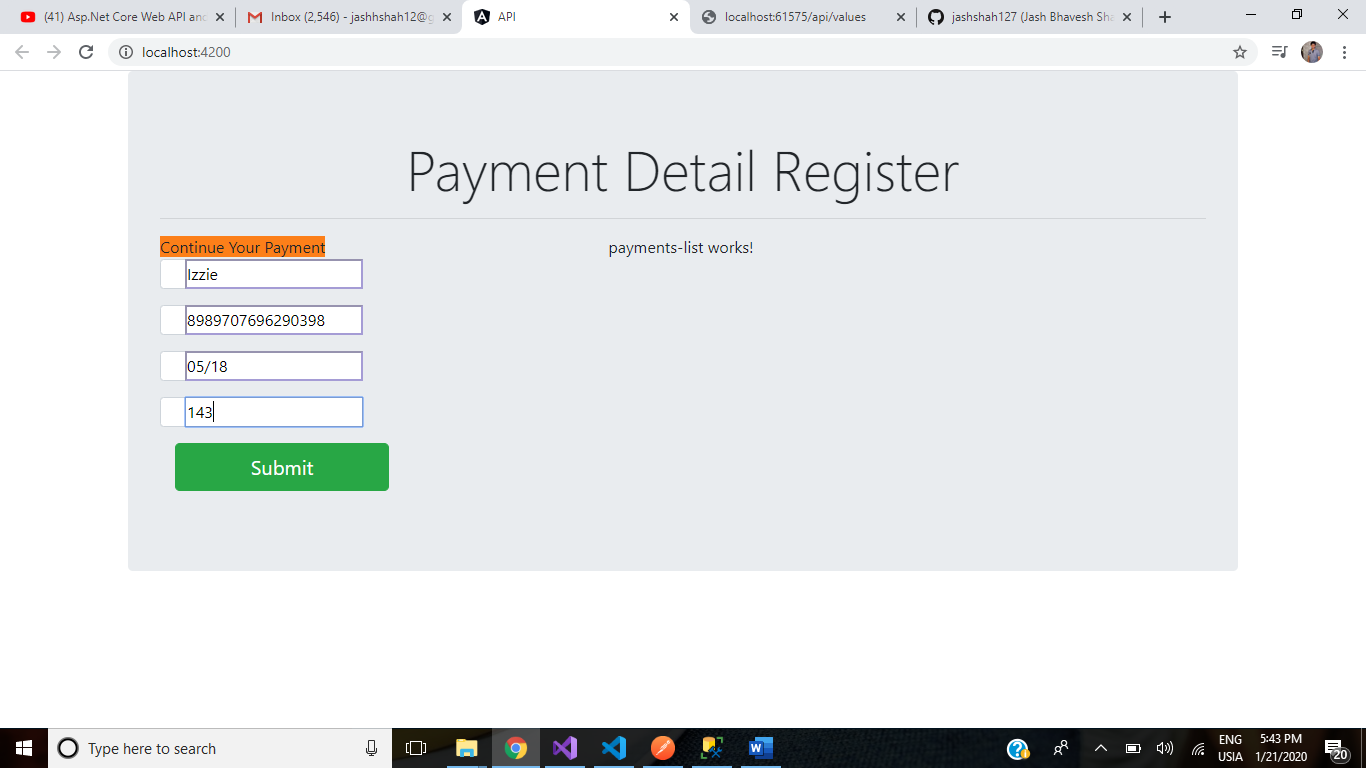 (41) Asp.Net Core Web API and
Inbox (2,546) - jashhshah12@g
API
localhost:61575/api/values
jashshah127 (Jash Bhavesh Sha
localhost:4200
Payment Detail Register
Continue Your Payment
payments-list works!
Izzie
8989707696290398
05/18
143
Submit
Type here to search
ENG
USIA
5:43 PM
1/21/2020
20